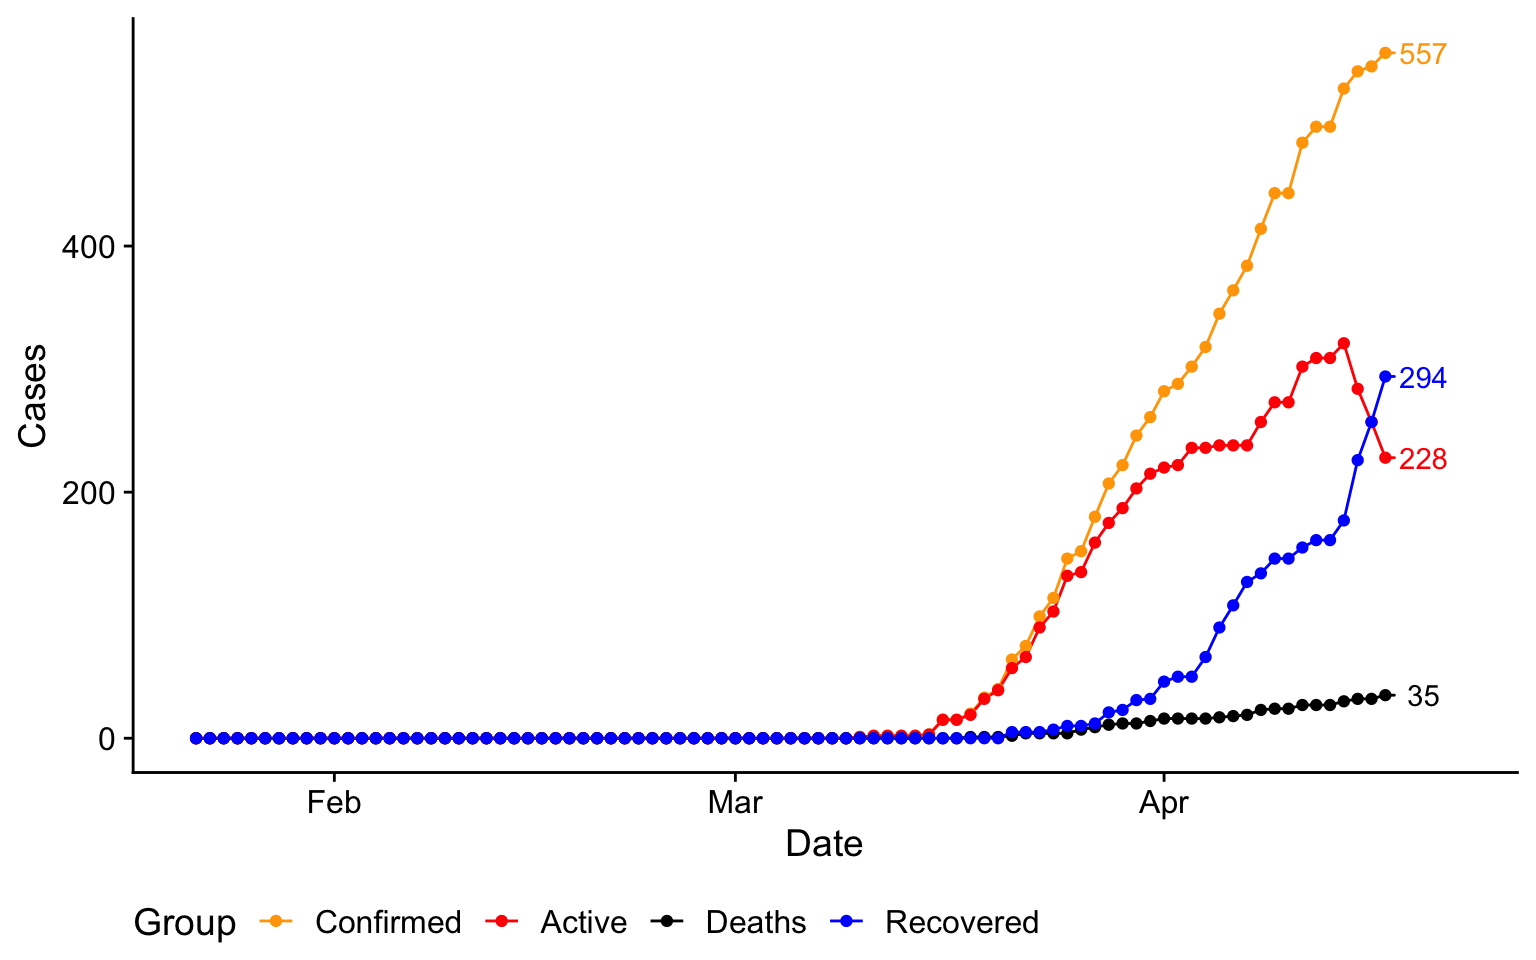 557
400
Cases
294
228
200
35
0
Feb Mar Apr
Date
Group Confirmed Active Deaths Recovered